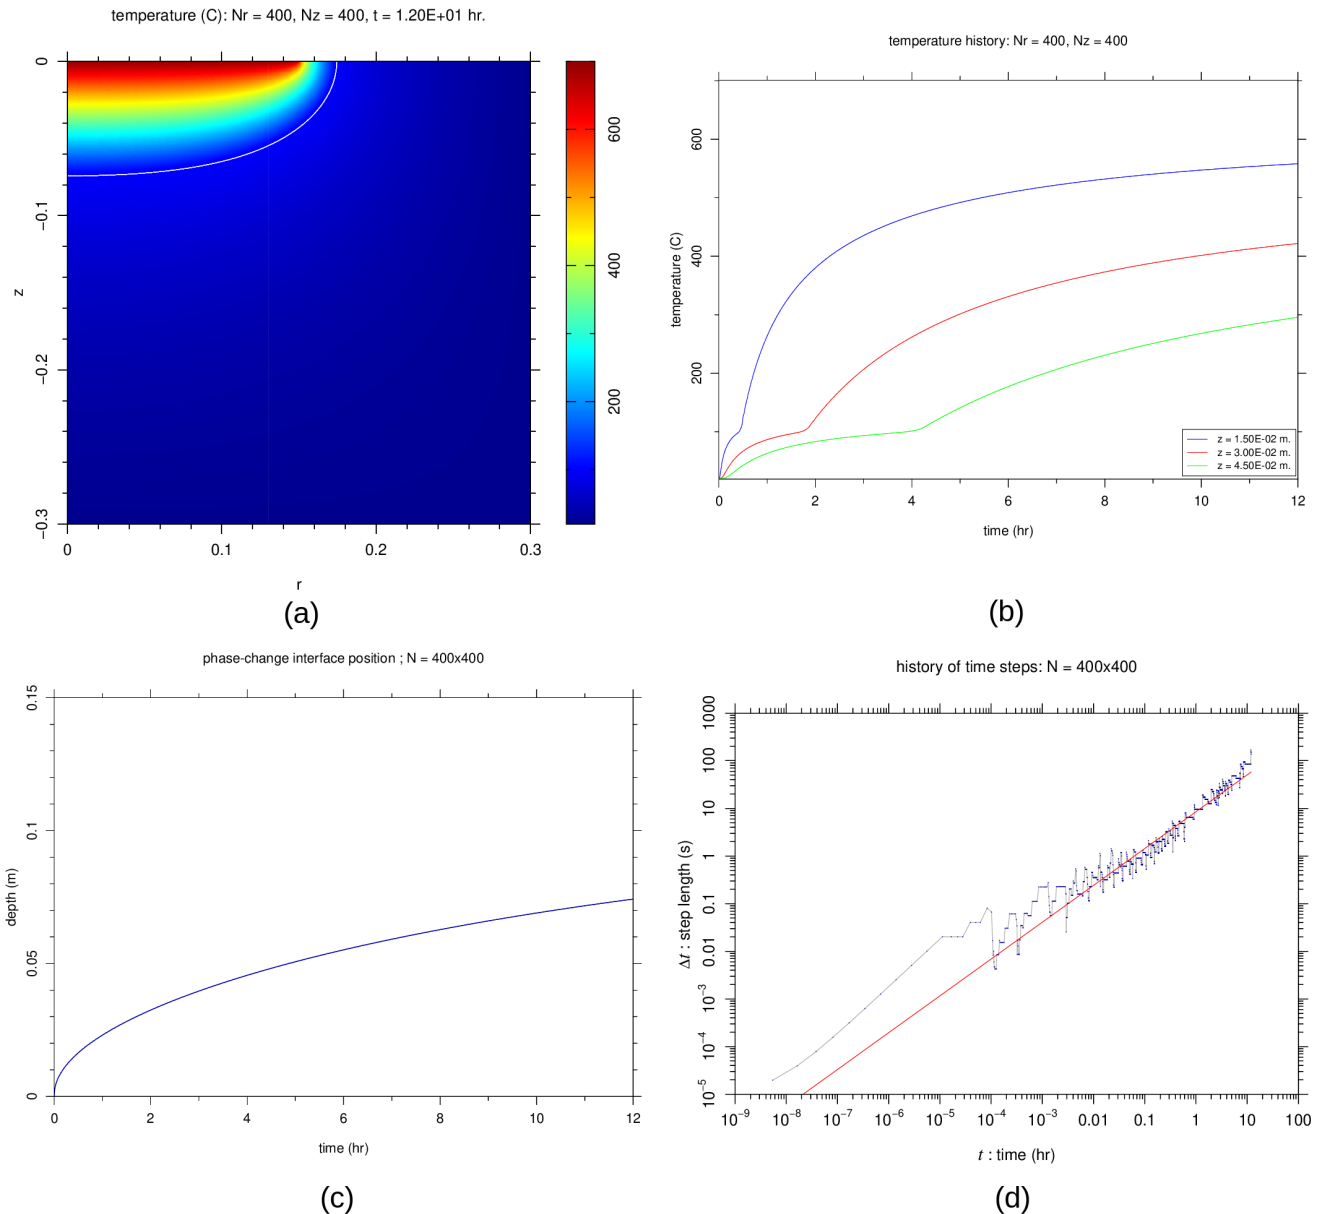 temperature (C): Nr = 400, Nz = 400, t = 1.20E+01 hr.
0
−0.1
−0.2
−0.3
z
0 0.1 0.2 0.3
r
200 400 600
(a)
temperature history: Nr = 400, Nz = 400
temperature (C)
200 400 600
z = 1.50E-02 m.
z = 3.00E-02 m.
z = 4.50E-02 m.
0 2 4 6 8 10 12
time (hr)
(b)
phase-change interface position ; N = 400x400
depth (m)
0 0.05 0.1 0.15
0 2 4 6 8 10 12
time (hr)
(c)
history of time steps: N = 400x400
Δt : step length (s)
10⁻⁵ 10⁻⁴ 10⁻³ 0.01 0.1 1 10 100 1000
10⁻⁹ 10⁻⁸ 10⁻⁷ 10⁻⁶ 10⁻⁵ 10⁻⁴ 10⁻³ 0.01 0.1 1 10 100
t : time (hr)
(d)